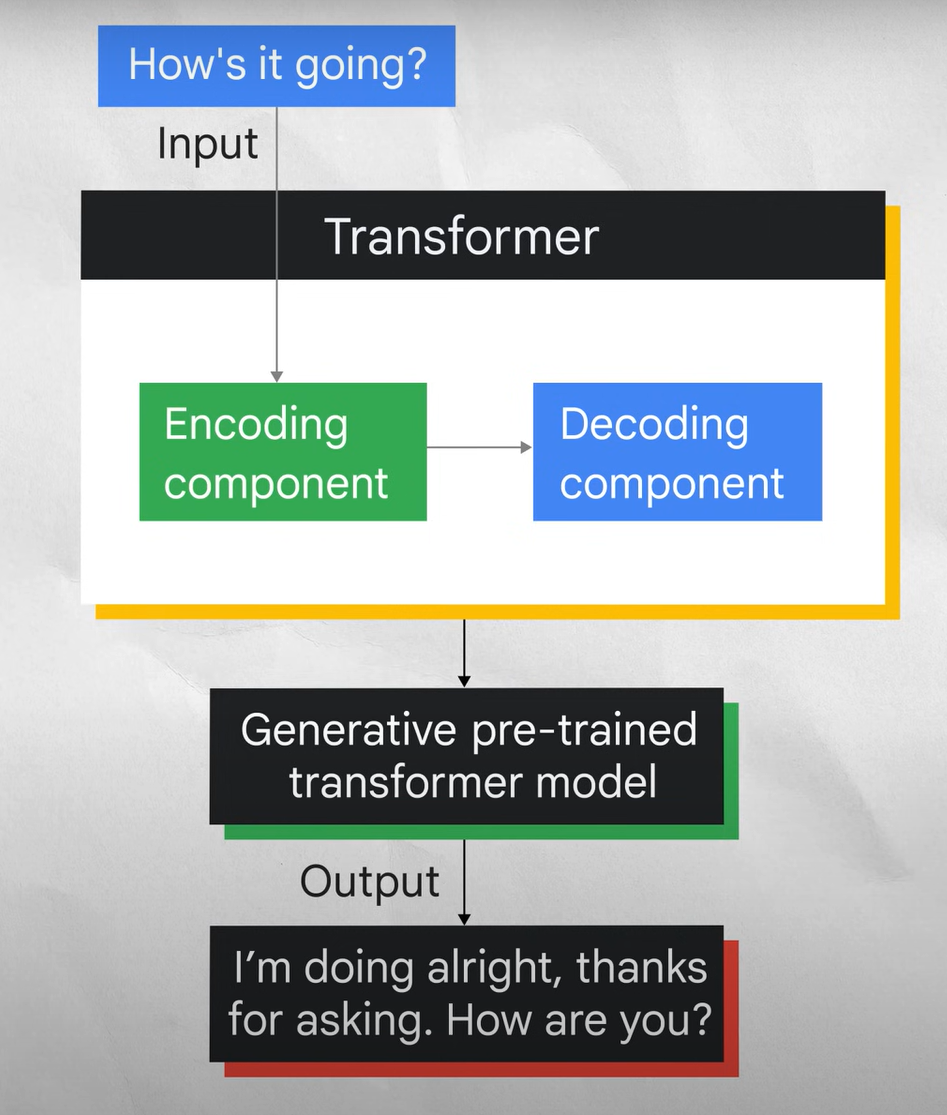 How's it going?
Input
Transformer
Encoding
component
Decoding
component
Generative pre-trained
transformer model
Output
I’m doing alright, thanks
for asking. How are you?